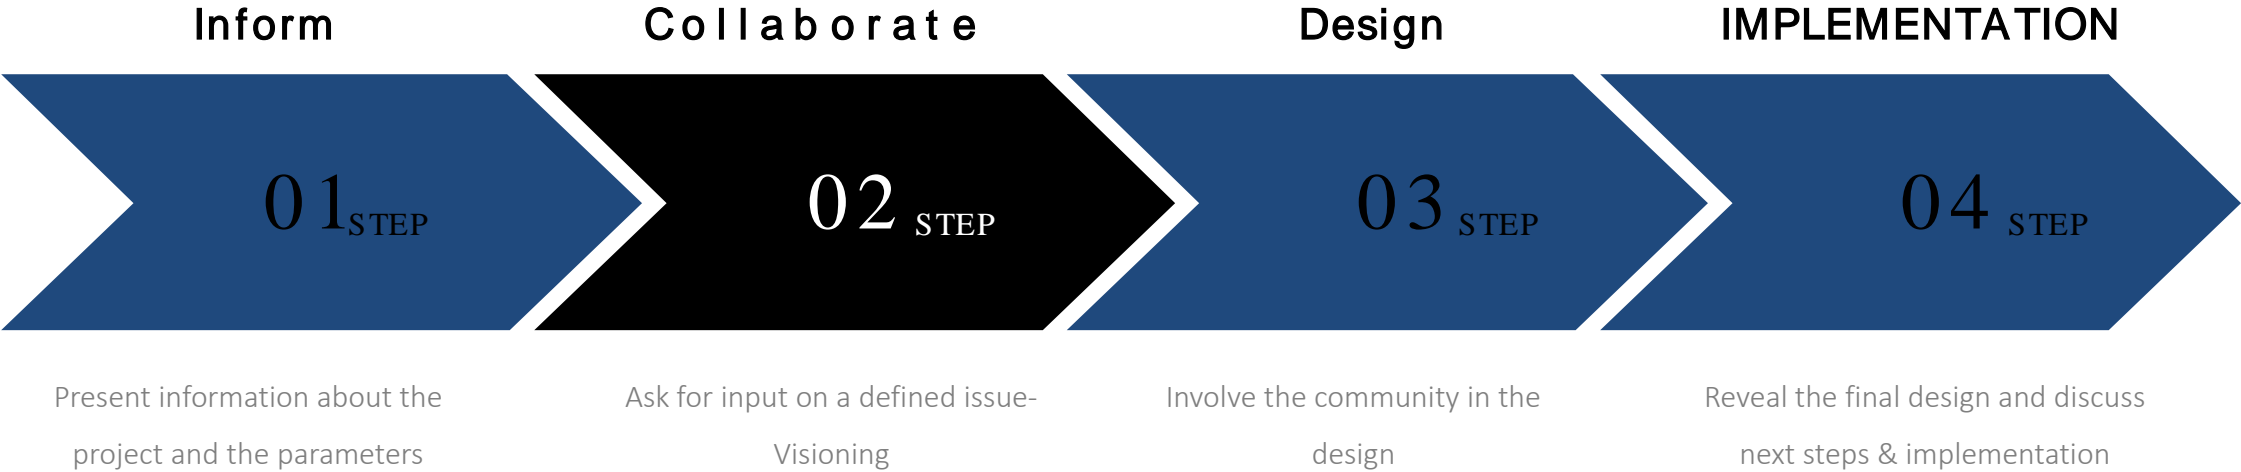 Inform
Collaborate
Design
IMPLEMENTATION
01 STEP
02 STEP
03 STEP
04 STEP
Present information about the
project and the parameters
Ask for input on a defined issue-
Visioning
Involve the community in the
design
Reveal the final design and discuss
next steps & implementation